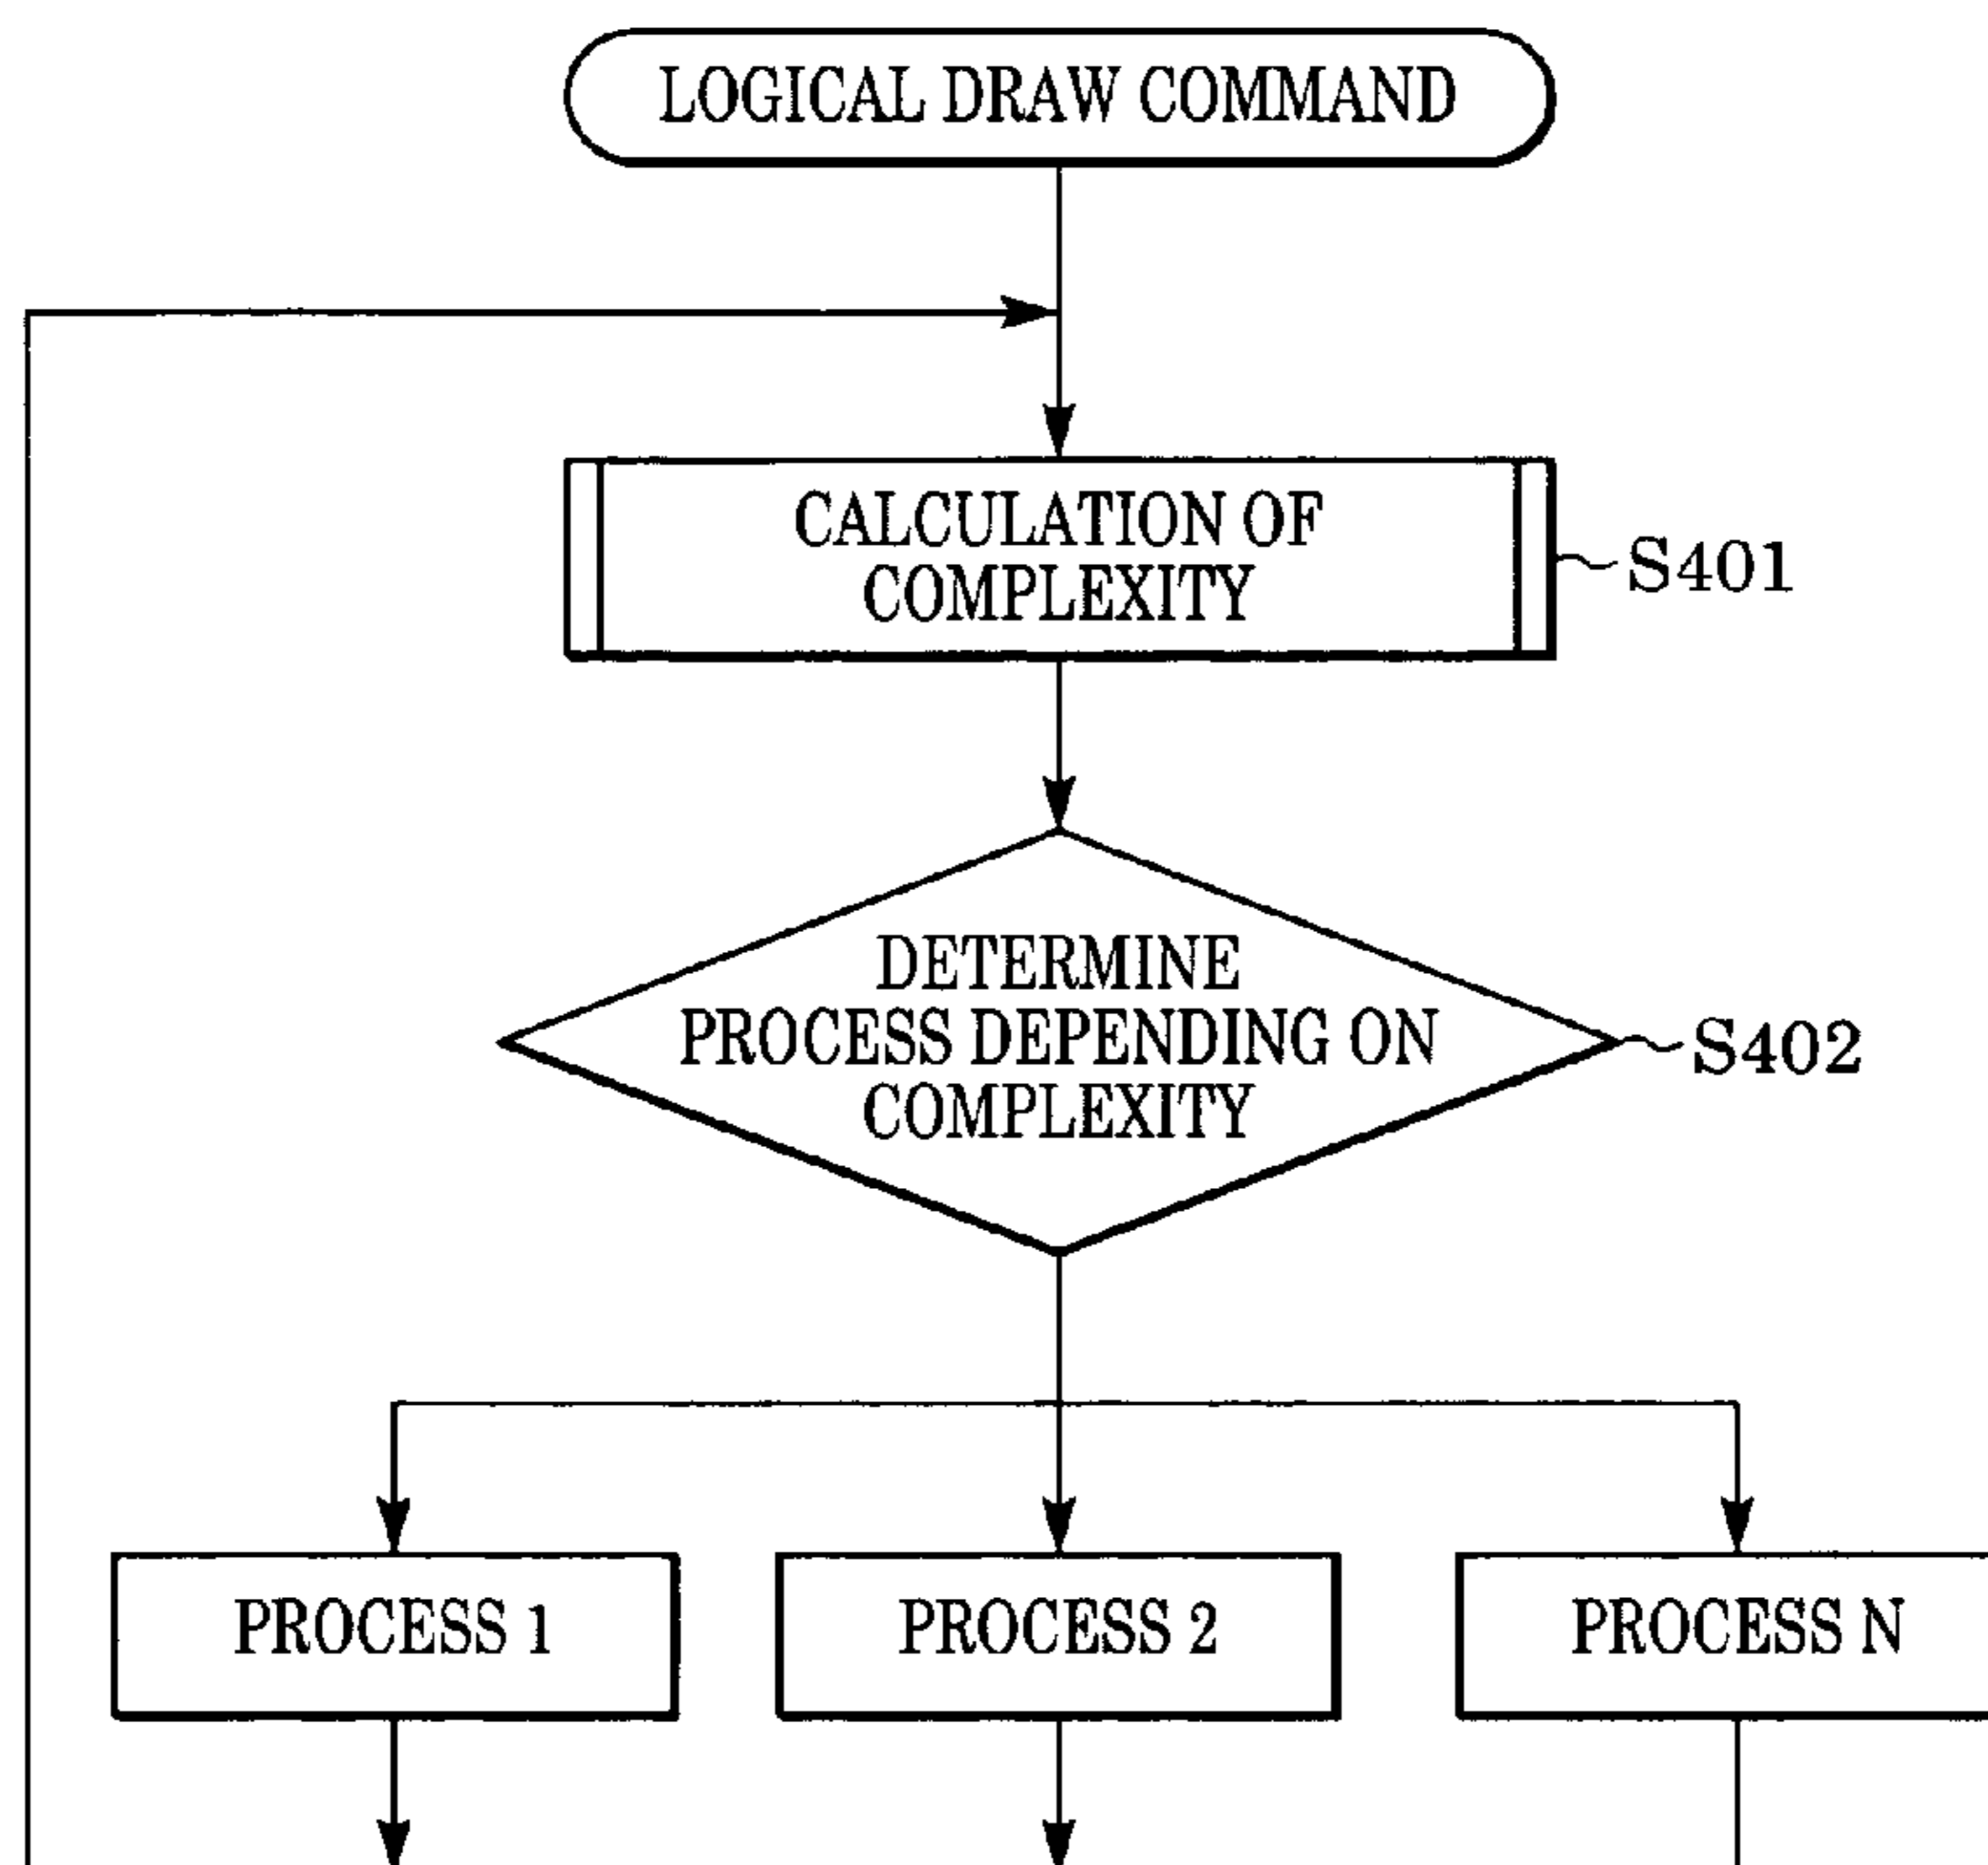 LOGICAL DRAW COMMAND
CALCULATION OF
COMPLEXITY
S401
DETERMINE
PROCESS DEPENDING ON
COMPLEXITY
S402
PROCESS 1
PROCESS 2
PROCESS N